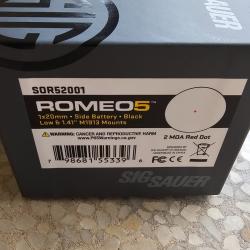 SOR52001
ROMEO5™
1x20mm • Side Battery • Black
Low & 1.41" M1913 Mounts
WARNING: CANCER AND REPRODUCTIVE HARM
www.P65Warnings.ca.gov
2 MOA Red Dot
7 98681 55339 6
SIG SAUER